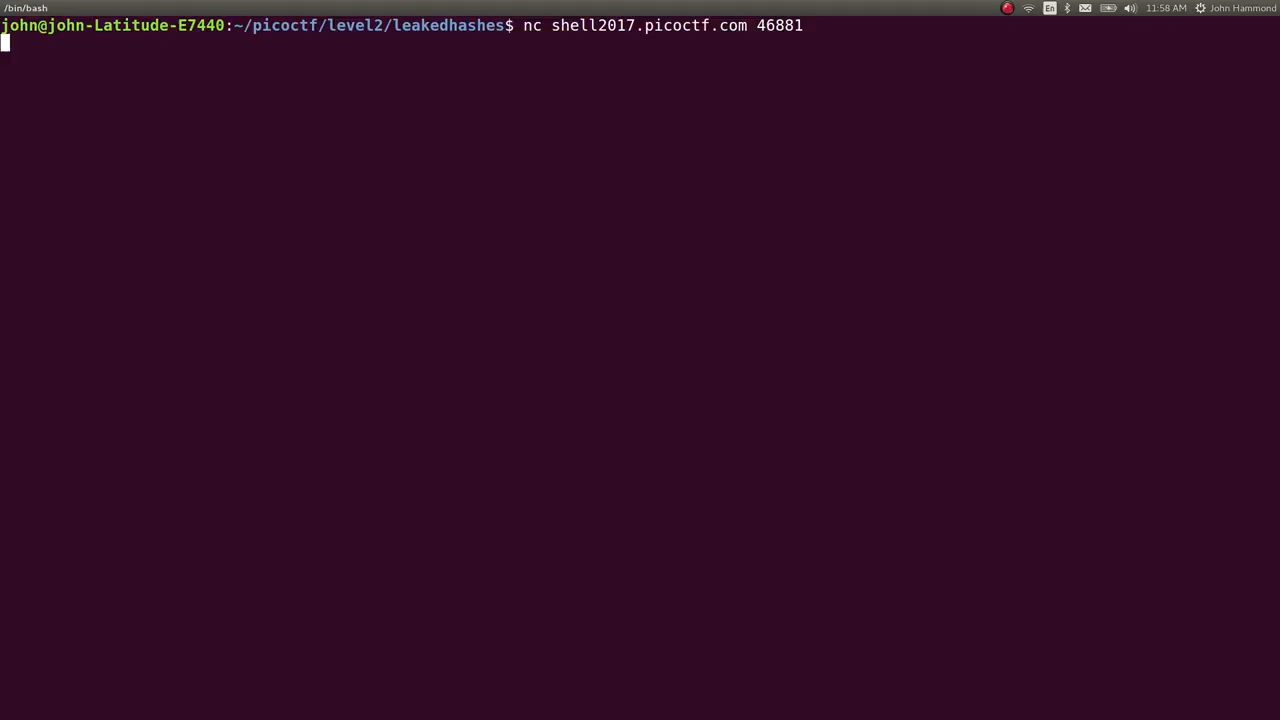 /bin/bash
En
11:58 AM
John Hammond
john@john-Latitude-E7440:~/picoctf/level2/leakedhashes$ nc shell2017.picoctf.com 46881